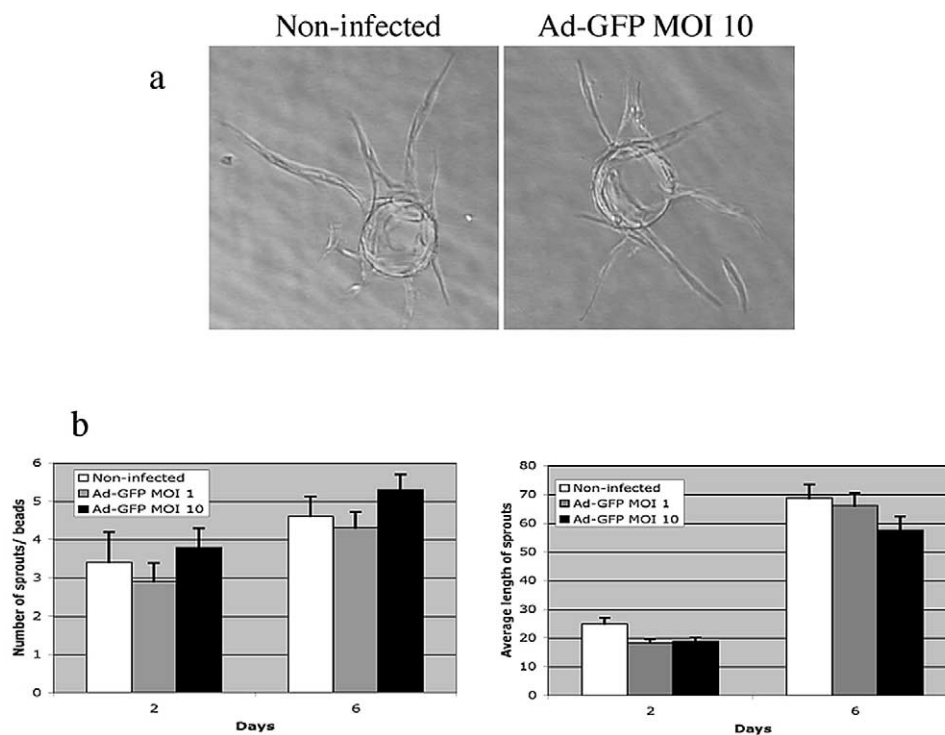 Non-infected
Ad-GFP MOI 10
a
b
Number of sprouts/ beads
6
5
4
3
2
1
0
Non-infected
Ad-GFP MOI 1
Ad-GFP MOI 10
2
6
Days
Average length of sprouts
80
70
60
50
40
30
20
10
0
Non-infected
Ad-GFP MOI 1
Ad-GFP MOI 10
2
6
Days